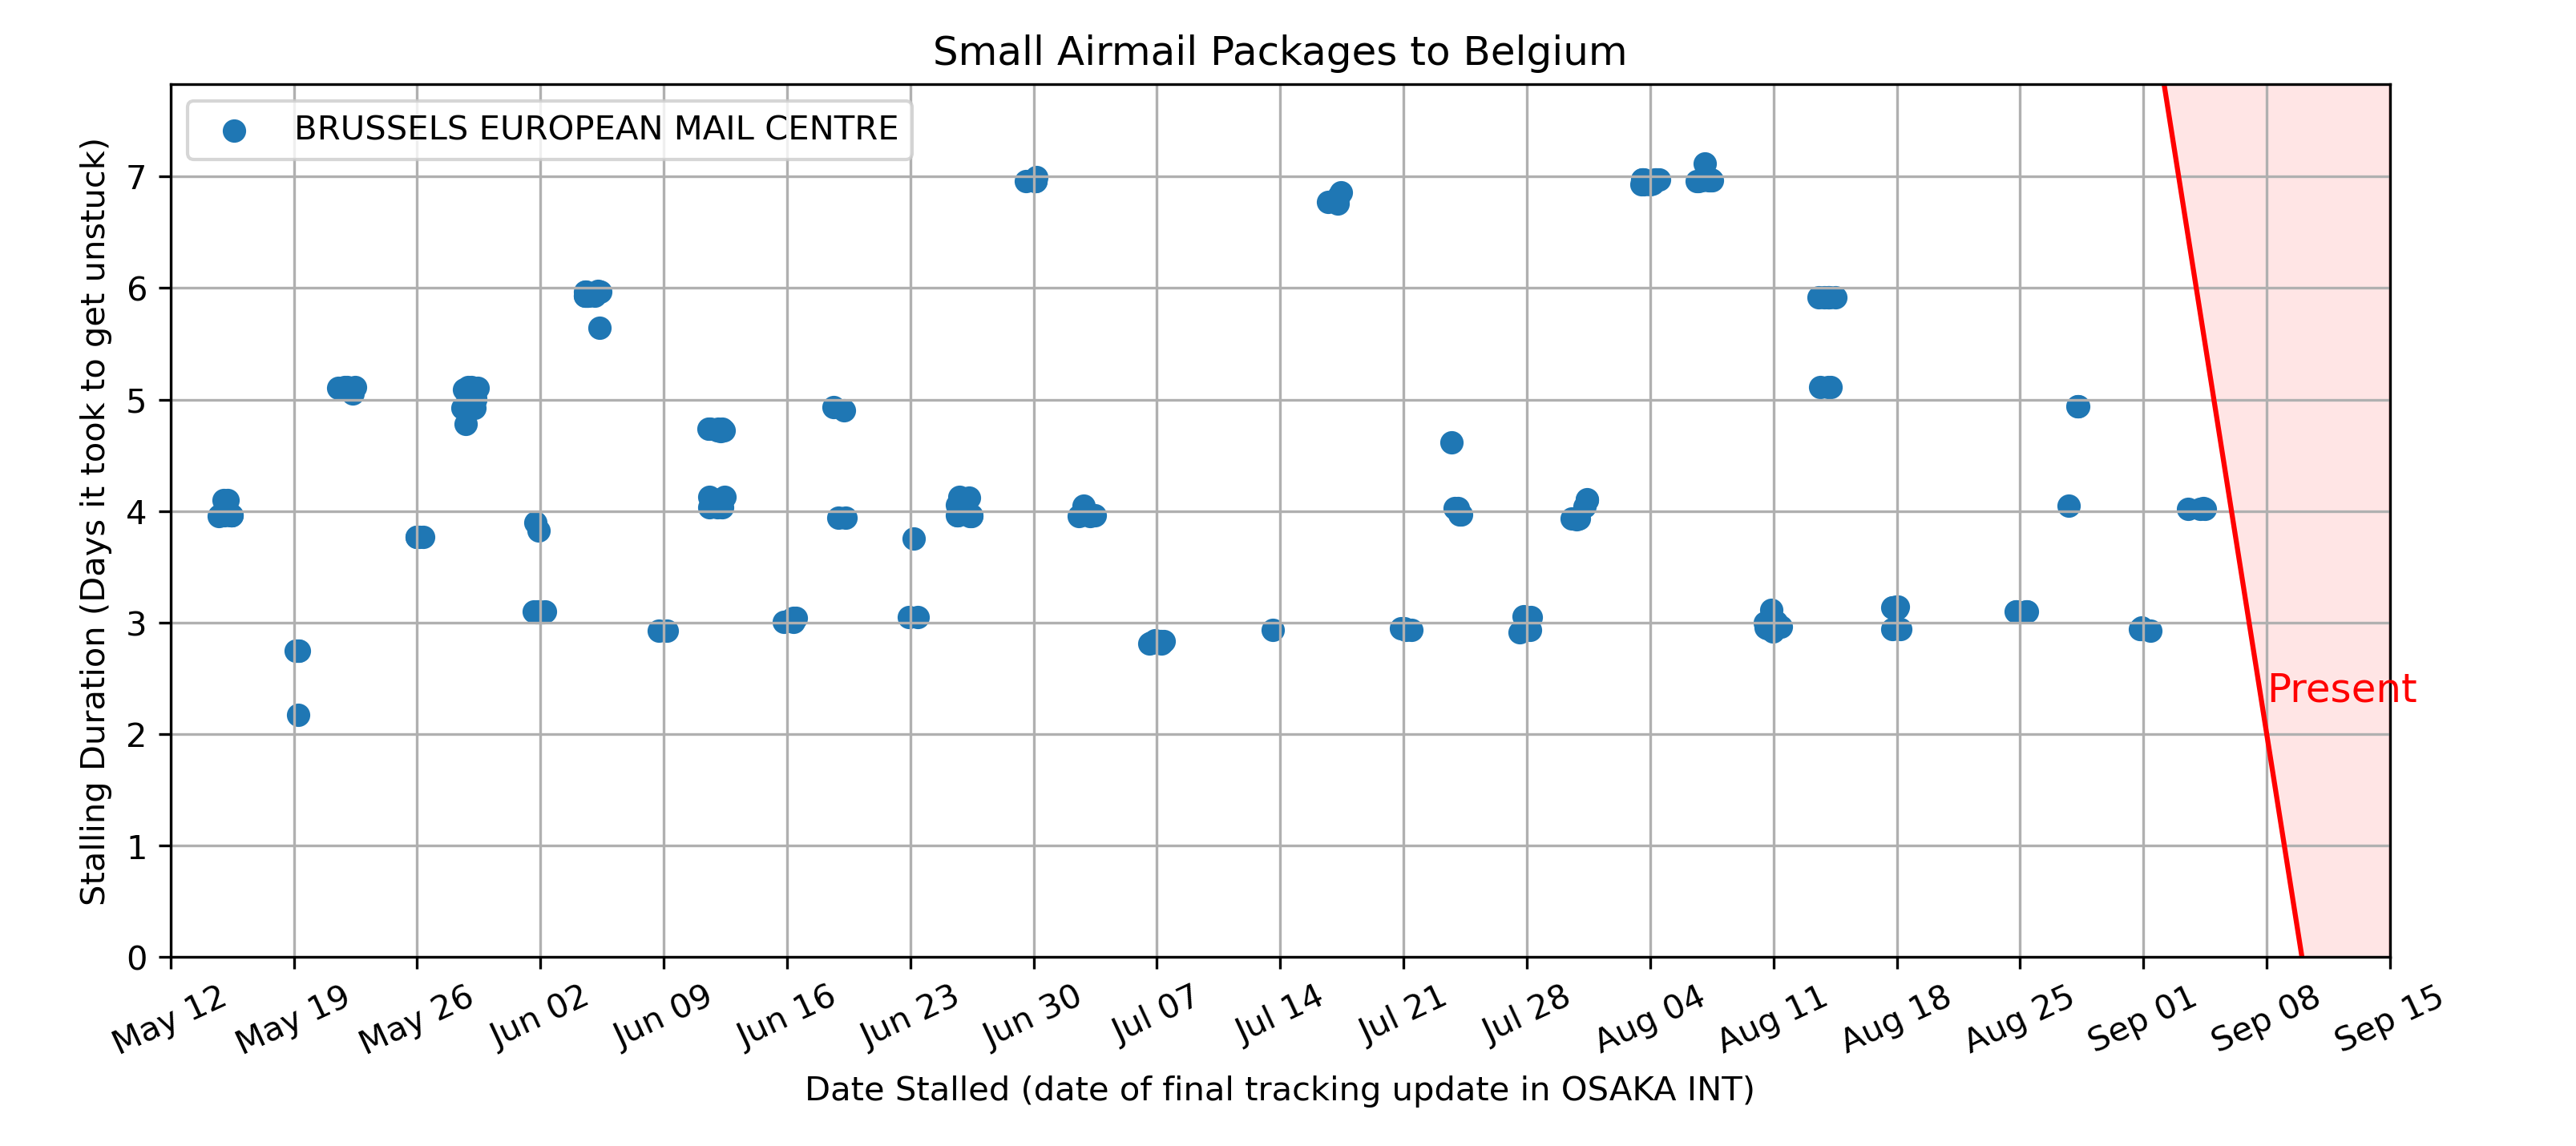 Small Airmail Packages to Belgium
BRUSSELS EUROPEAN MAIL CENTRE
Stalling Duration (Days it took to get unstuck)
7
6
5
4
3
2
1
0
Present
May 12
May 19
May 26
Jun 02
Jun 09
Jun 16
Jun 23
Jun 30
Jul 07
Jul 14
Jul 21
Jul 28
Aug 04
Aug 11
Aug 18
Aug 25
Sep 01
Sep 08
Sep 15
Date Stalled (date of final tracking update in OSAKA INT)